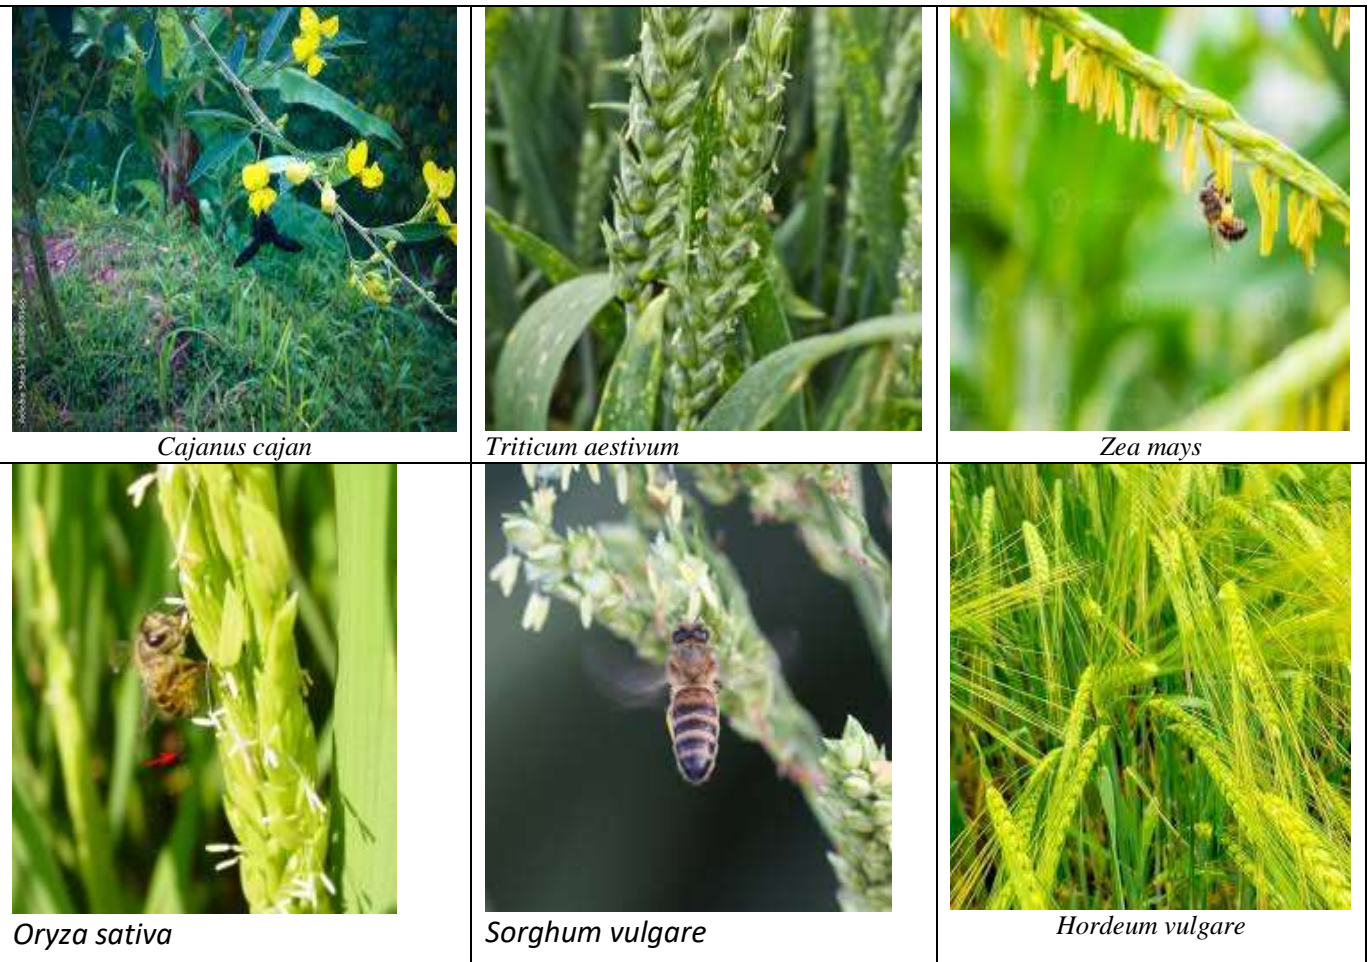 Cajanus cajan
Triticum aestivum
Zea mays
Oryza sativa
Sorghum vulgare
Hordeum vulgare